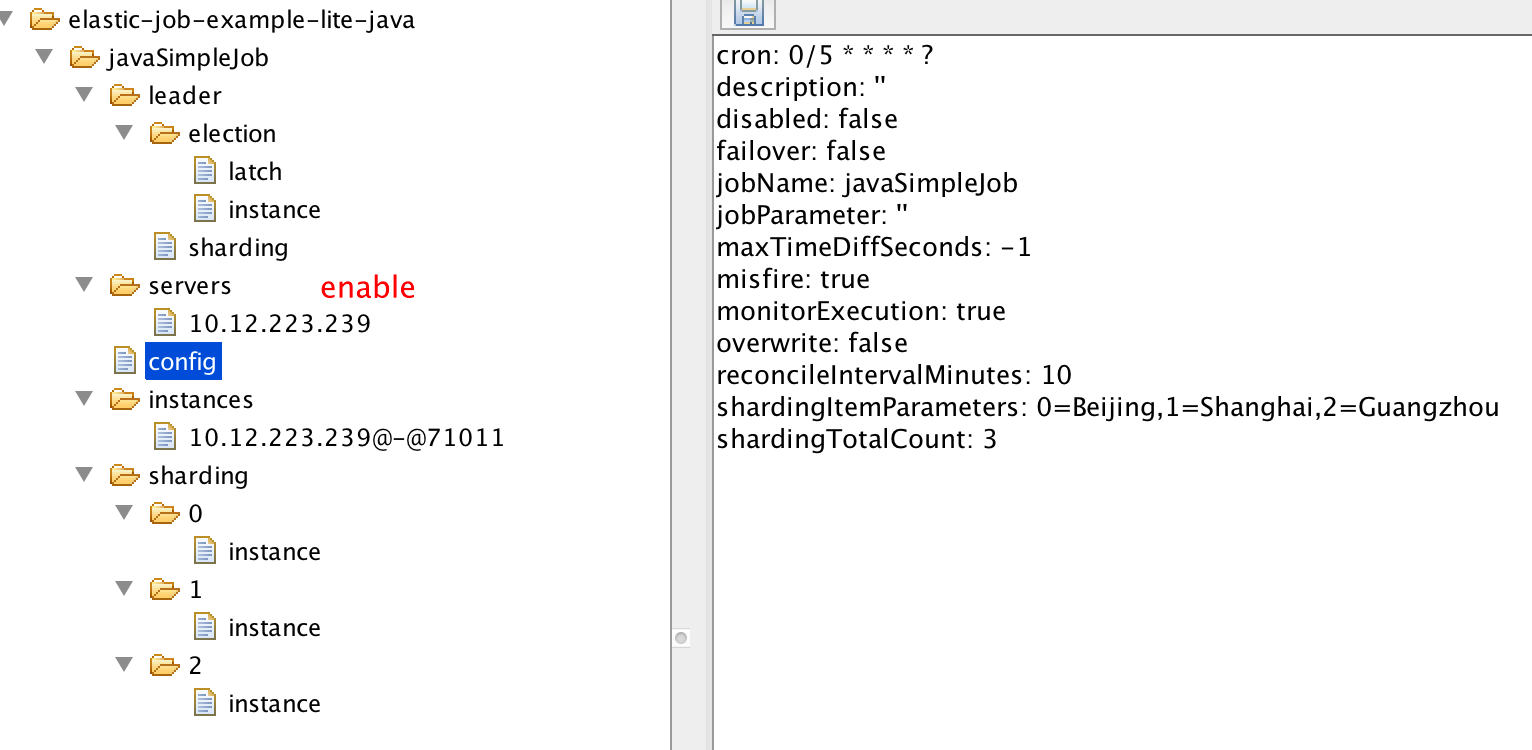 elastic-job-example-lite-java
javaSimpleJob
leader
election
latch
instance
sharding
servers
enable
10.12.223.239
config
instances
10.12.223.239@-@71011
sharding
0
instance
1
instance
2
instance
cron: 0/5 * * * * ?
description: ''
disabled: false
failover: false
jobName: javaSimpleJob
jobParameter: ''
maxTimeDiffSeconds: -1
misfire: true
monitorExecution: true
overwrite: false
reconcileIntervalMinutes: 10
shardingItemParameters: 0=Beijing,1=Shanghai,2=Guangzhou
shardingTotalCount: 3